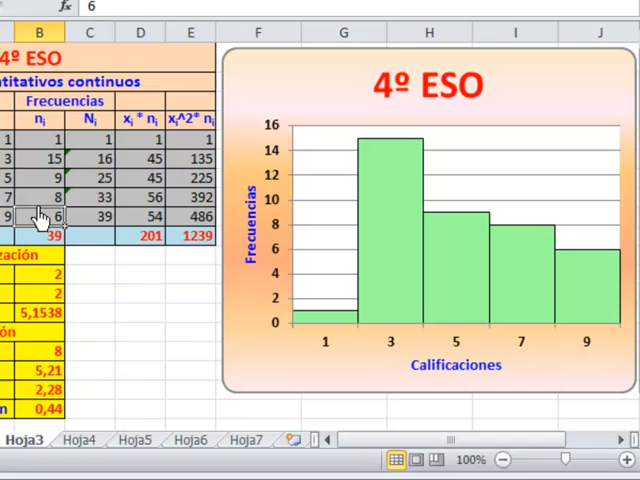 fx 6
B C D E F G H I J
4º ESO
ntitativos continuos
Frecuencias
ni Ni xi * ni xi^2* ni
1 1 1 1 1
3 15 16 45 135
5 9 25 45 225
7 8 33 56 392
9 6 39 54 486
39 201 1239
zación
2
2
5,1538
ón
8
5,21
2,28
n 0,44
4º ESO
16
14
12
10
8
6
4
2
0
Frecuencias
1 3 5 7 9
Calificaciones
Hoja3 Hoja4 Hoja5 Hoja6 Hoja7
100%